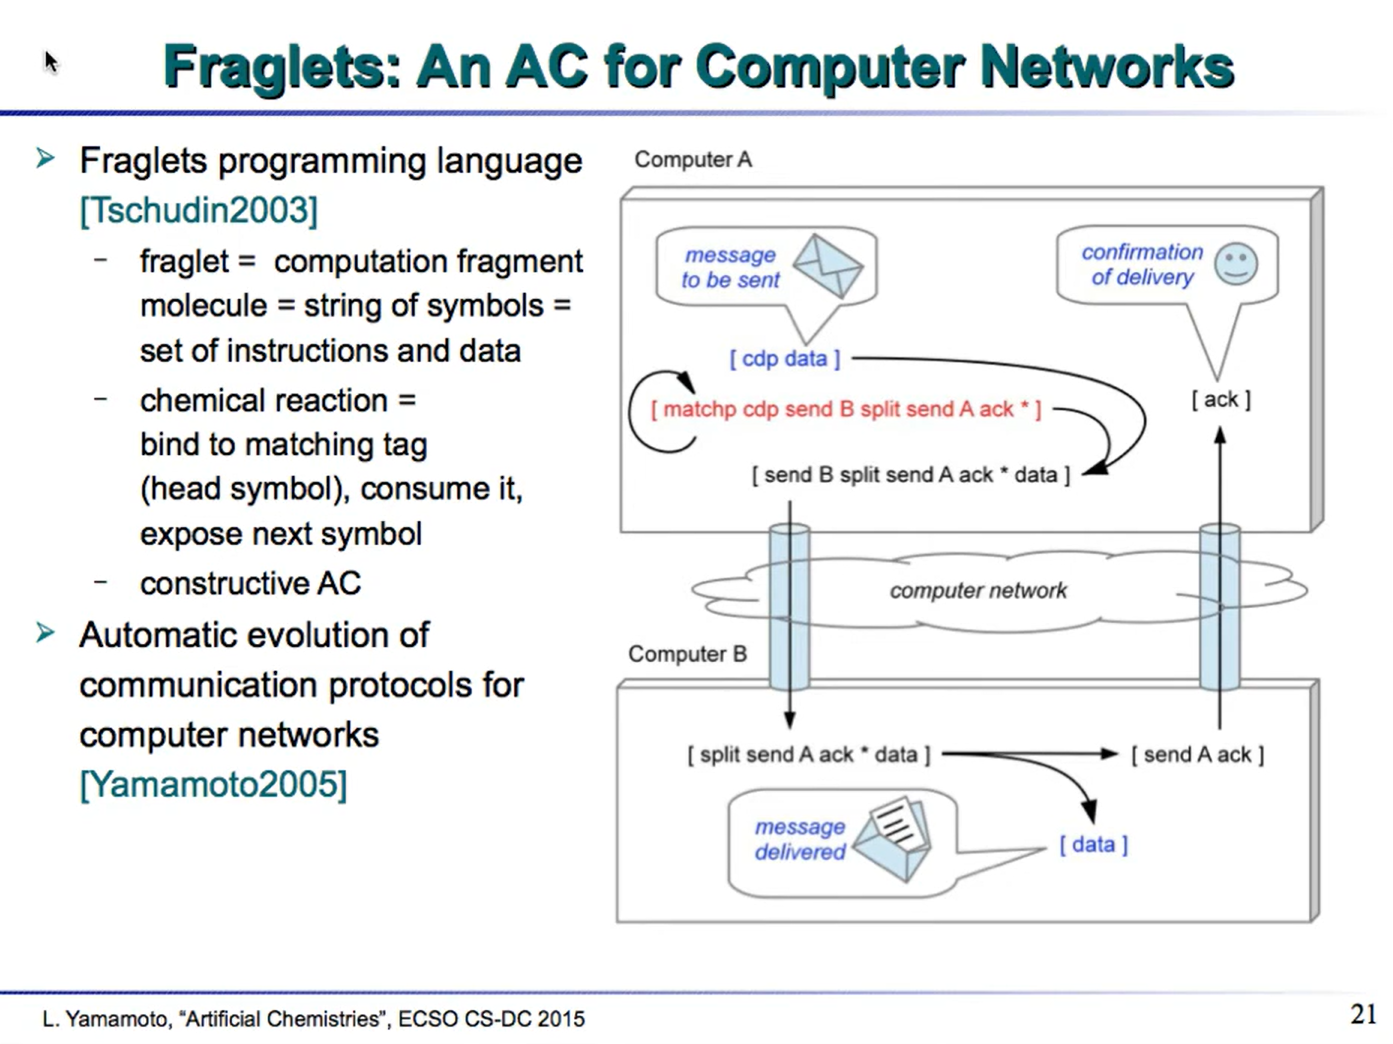 Fraglets: An AC for Computer Networks
Fraglets programming language
[Tschudin2003]
– fraglet = computation fragment
molecule = string of symbols =
set of instructions and data
– chemical reaction =
bind to matching tag
(head symbol), consume it,
expose next symbol
– constructive AC
Automatic evolution of
communication protocols for
computer networks
[Yamamoto2005]
Computer A
message
to be sent
confirmation
of delivery
[ cdp data ]
[ matchp cdp send B split send A ack * ]
[ ack ]
[ send B split send A ack * data ]
computer network
Computer B
[ split send A ack * data ]
[ send A ack ]
message
delivered
[ data ]
L. Yamamoto, “Artificial Chemistries”, ECSO CS-DC 2015
21